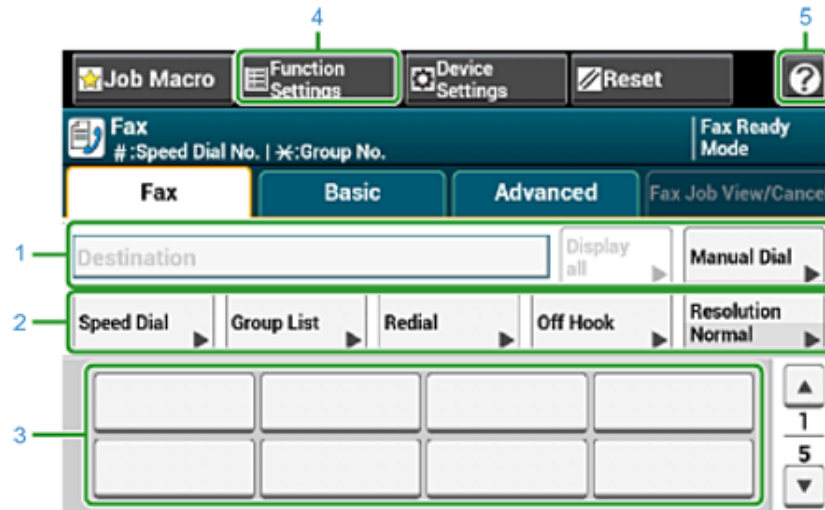 4
5
Job Macro
Function
Settings
Device
Settings
Reset
?
Fax
#:Speed Dial No. | ⚹:Group No.
Fax Ready
Mode
Fax
Basic
Advanced
Fax Job View/Cance
1
Destination
Display
all
Manual Dial
2
Speed Dial
Group List
Redial
Off Hook
Resolution
Normal
3
1
5